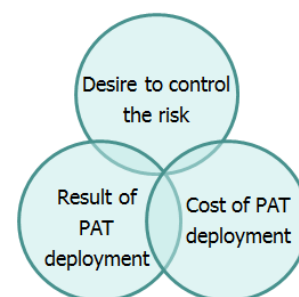 Desire to control
the risk
Result of
PAT
deployment
Cost of PAT
deployment